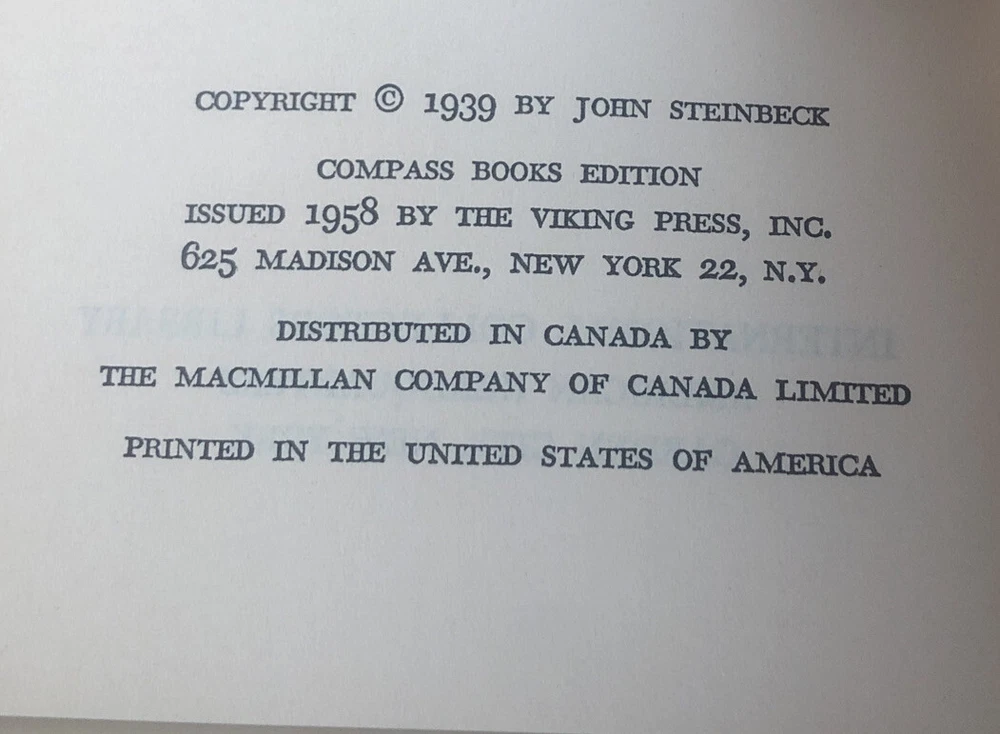 COPYRIGHT © 1939 BY JOHN STEINBECK
COMPASS BOOKS EDITION
ISSUED 1958 BY THE VIKING PRESS, INC.
625 MADISON AVE., NEW YORK 22, N.Y.
DISTRIBUTED IN CANADA BY
THE MACMILLAN COMPANY OF CANADA LIMITED
PRINTED IN THE UNITED STATES OF AMERICA